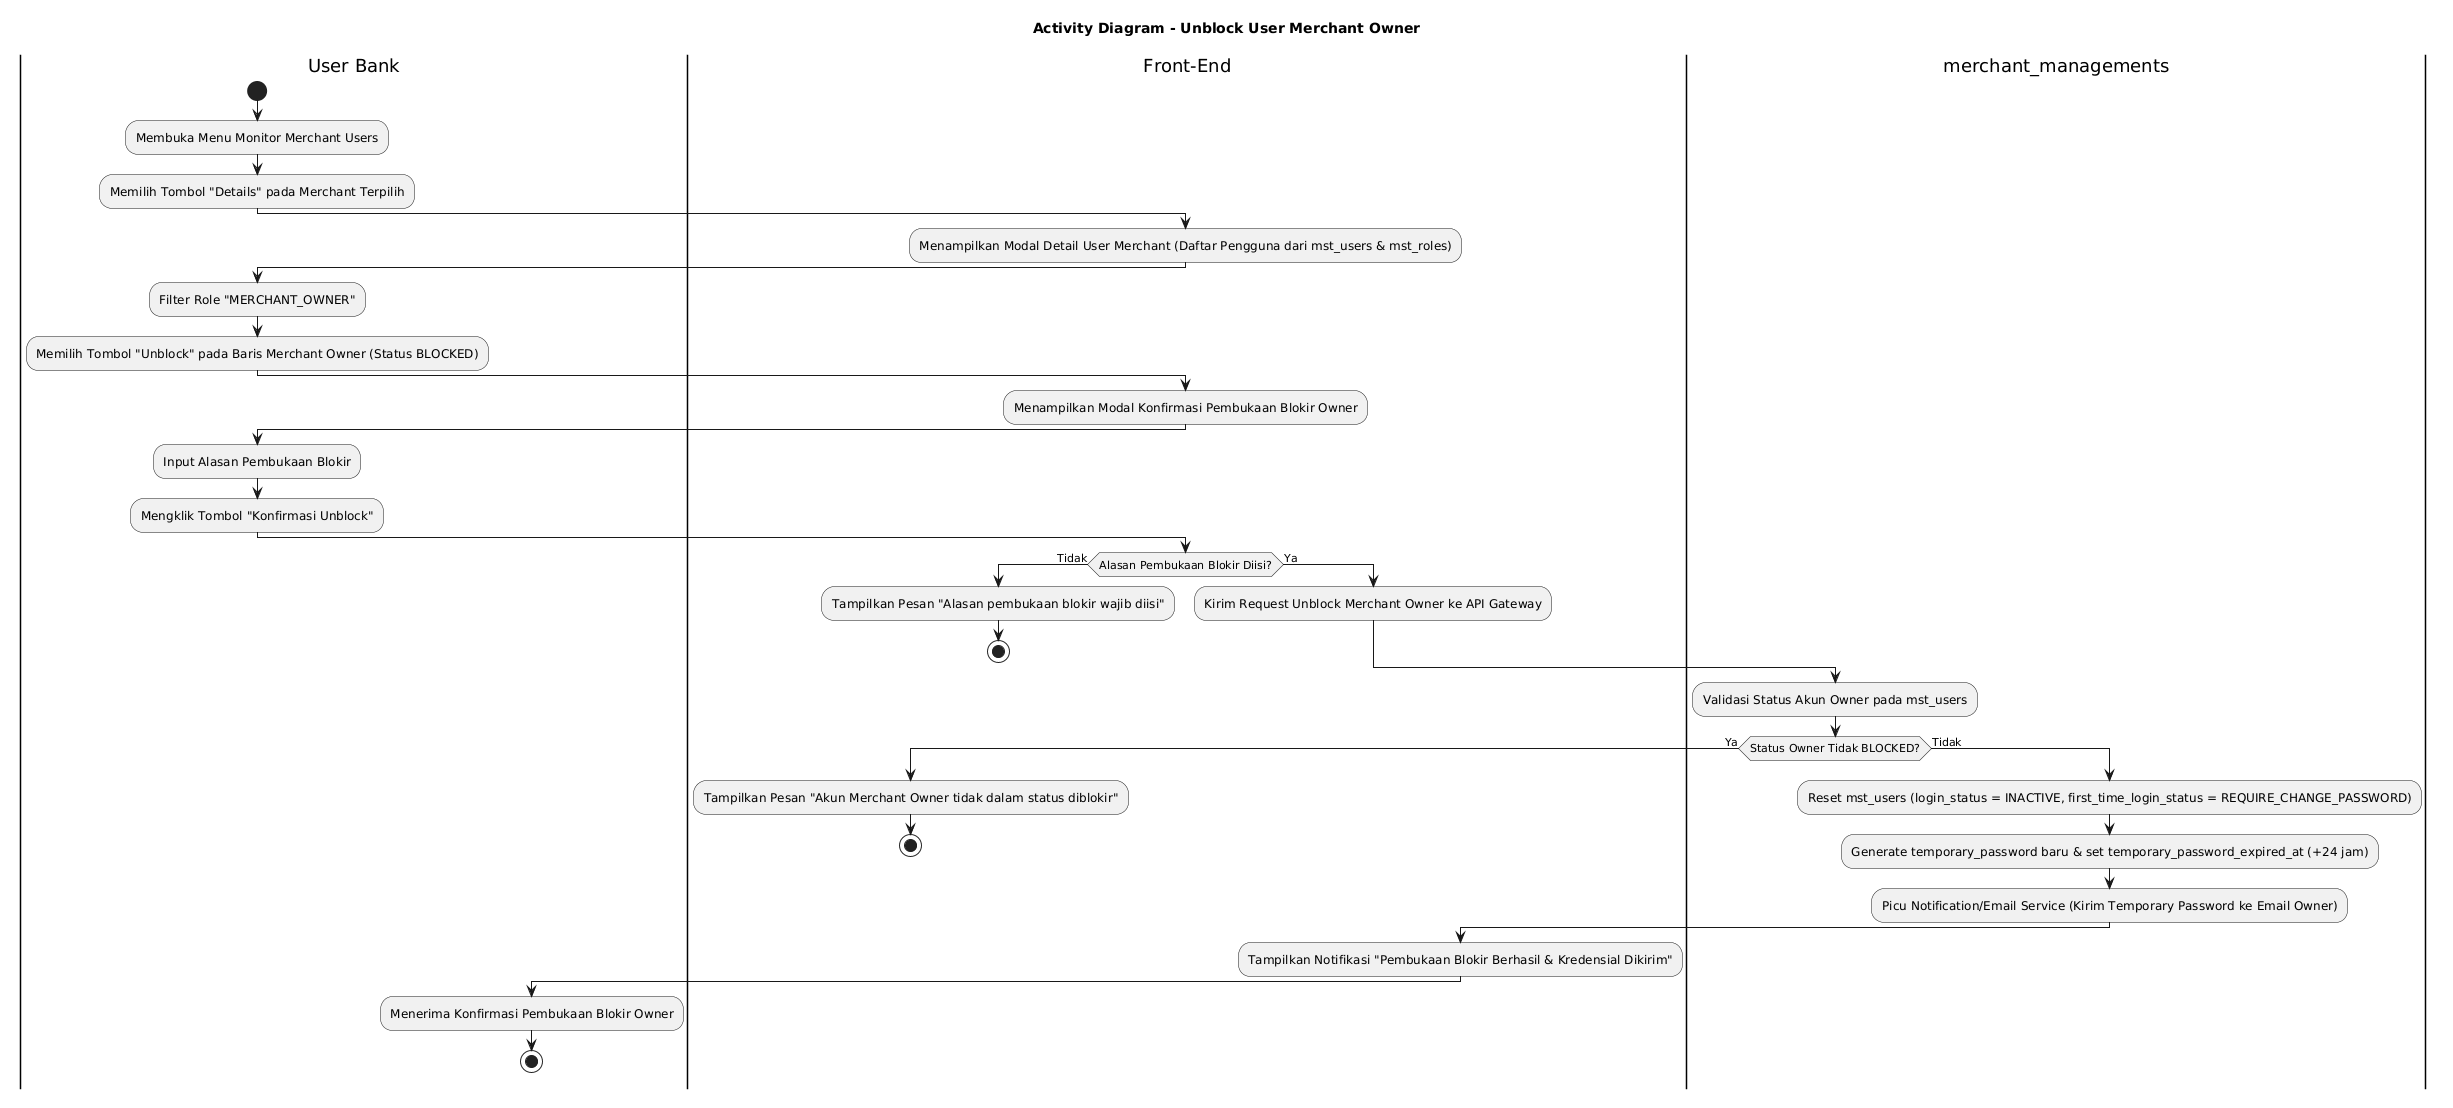 Activity Diagram - Unblock User Merchant Owner
User Bank
Front-End
merchant_managements
Membuka Menu Monitor Merchant Users
Memilih Tombol "Details" pada Merchant Terpilih
Menampilkan Modal Detail User Merchant (Daftar Pengguna dari mst_users & mst_roles)
Filter Role "MERCHANT_OWNER"
Memilih Tombol "Unblock" pada Baris Merchant Owner (Status BLOCKED)
Menampilkan Modal Konfirmasi Pembukaan Blokir Owner
Input Alasan Pembukaan Blokir
Mengklik Tombol "Konfirmasi Unblock"
Tidak
Alasan Pembukaan Blokir Diisi?
Ya
Tampilkan Pesan "Alasan pembukaan blokir wajib diisi"
Kirim Request Unblock Merchant Owner ke API Gateway
Validasi Status Akun Owner pada mst_users
Ya
Status Owner Tidak BLOCKED?
Tidak
Tampilkan Pesan "Akun Merchant Owner tidak dalam status diblokir"
Reset mst_users (login_status = INACTIVE, first_time_login_status = REQUIRE_CHANGE_PASSWORD)
Generate temporary_password baru & set temporary_password_expired_at (+24 jam)
Picu Notification/Email Service (Kirim Temporary Password ke Email Owner)
Tampilkan Notifikasi "Pembukaan Blokir Berhasil & Kredensial Dikirim"
Menerima Konfirmasi Pembukaan Blokir Owner